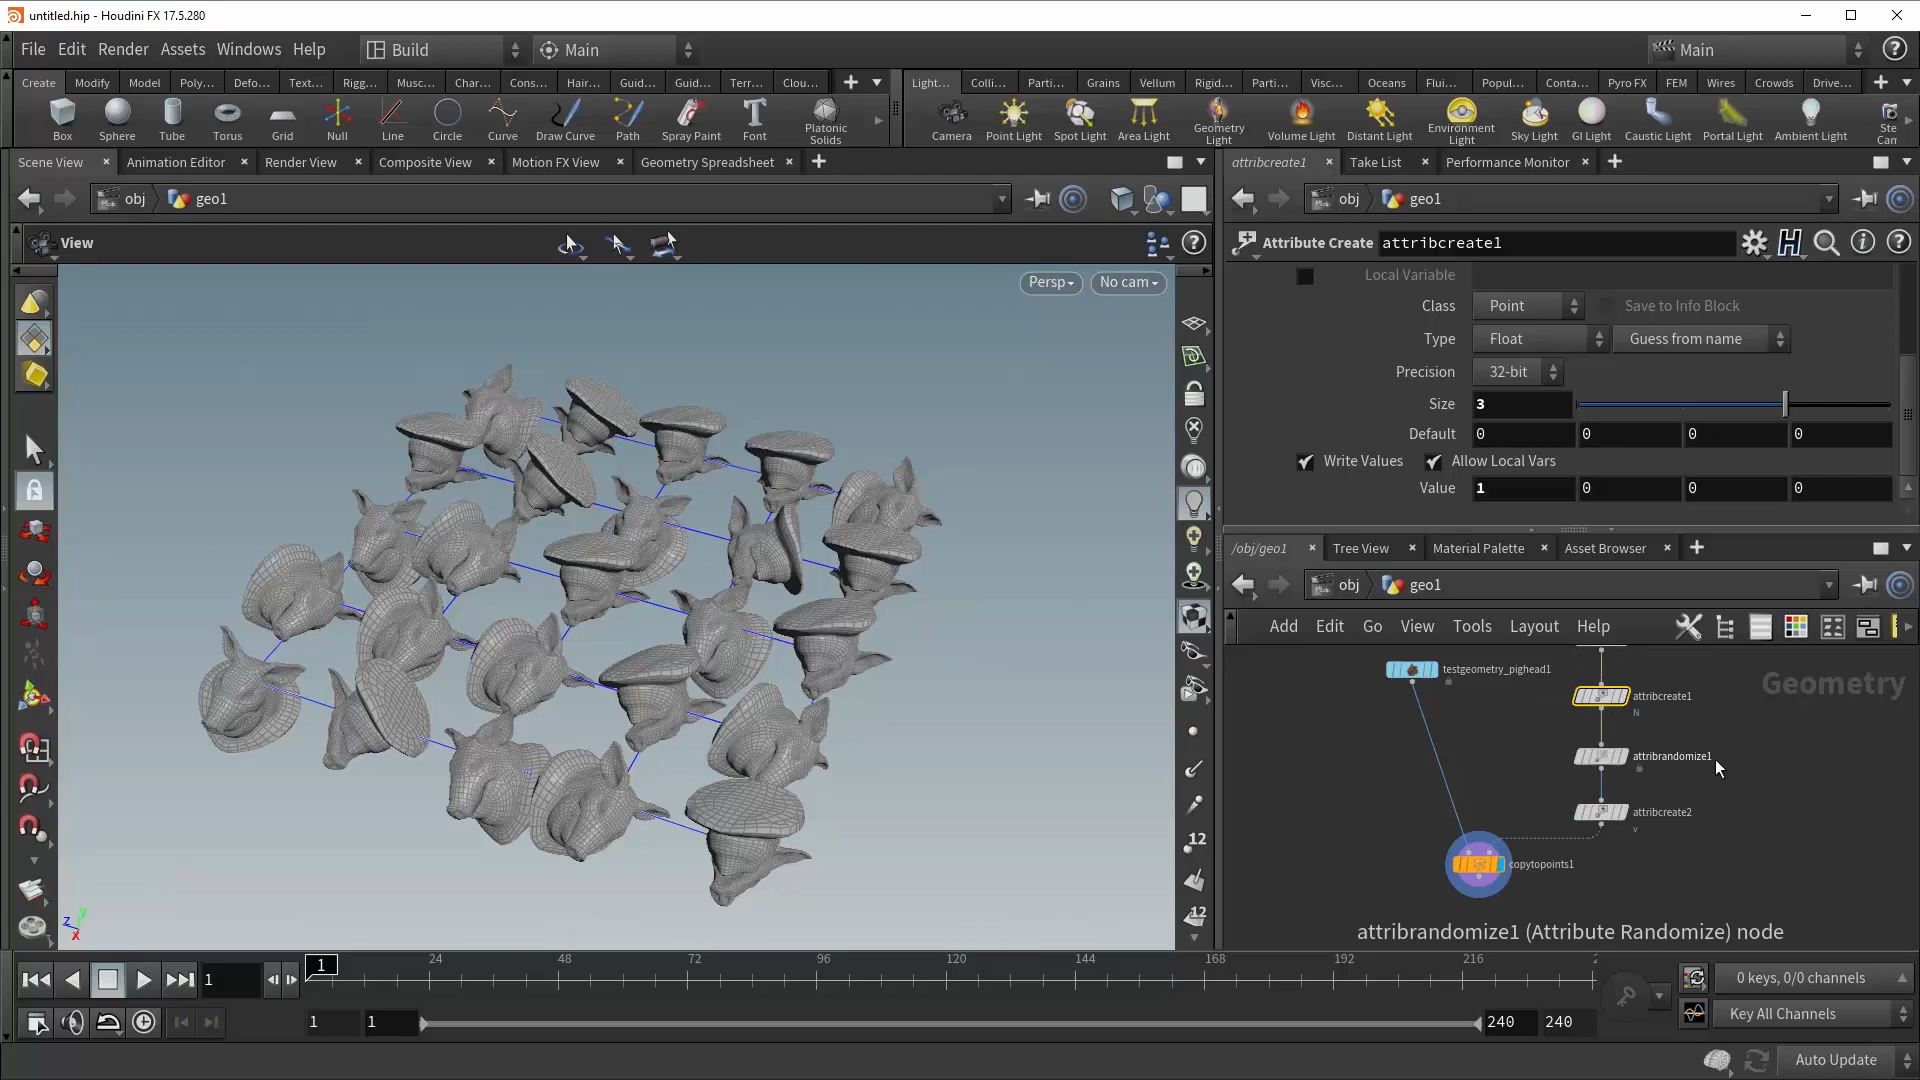 untitled.hip - Houdini FX 17.5.280
File Edit Render Assets Windows Help Build Main Main
Create Modify Model Poly... Defo... Text... Rigg... Musc... Char... Cons... Hair... Guid... Guid... Terr... Clou... Light... Colli... Parti... Grains Vellum Rigid... Parti... Visc... Oceans Flui... Popul... Conta... Pyro FX FEM Wires Crowds Drive...
Box Sphere Tube Torus Grid Null Line Circle Curve Draw Curve Path Spray Paint Font Platonic Solids Camera Point Light Spot Light Area Light Geometry Light Volume Light Distant Light Environment Light Sky Light GI Light Caustic Light Portal Light Ambient Light Ste Can
Scene View Animation Editor Render View Composite View Motion FX View Geometry Spreadsheet attribcreate1 Take List Performance Monitor
obj geo1 obj geo1
View Attribute Create attribcreate1
Persp No cam
Local Variable
Class Point Save to Info Block
Type Float Guess from name
Precision 32-bit
Size 3
Default 0 0 0 0
Write Values Allow Local Vars
Value 1 0 0 0
/obj/geo1 Tree View Material Palette Asset Browser
obj geo1
Add Edit Go View Tools Layout Help
testgeometry_pighead1
Geometry
attribcreate1
N
attribrandomize1
attribcreate2
v
copytopoints1
attribrandomize1 (Attribute Randomize) node
12
12
z y x
1 1 24 48 72 96 120 144 168 192 216 2
0 keys, 0/0 channels
1 1 240 240 Key All Channels
Auto Update